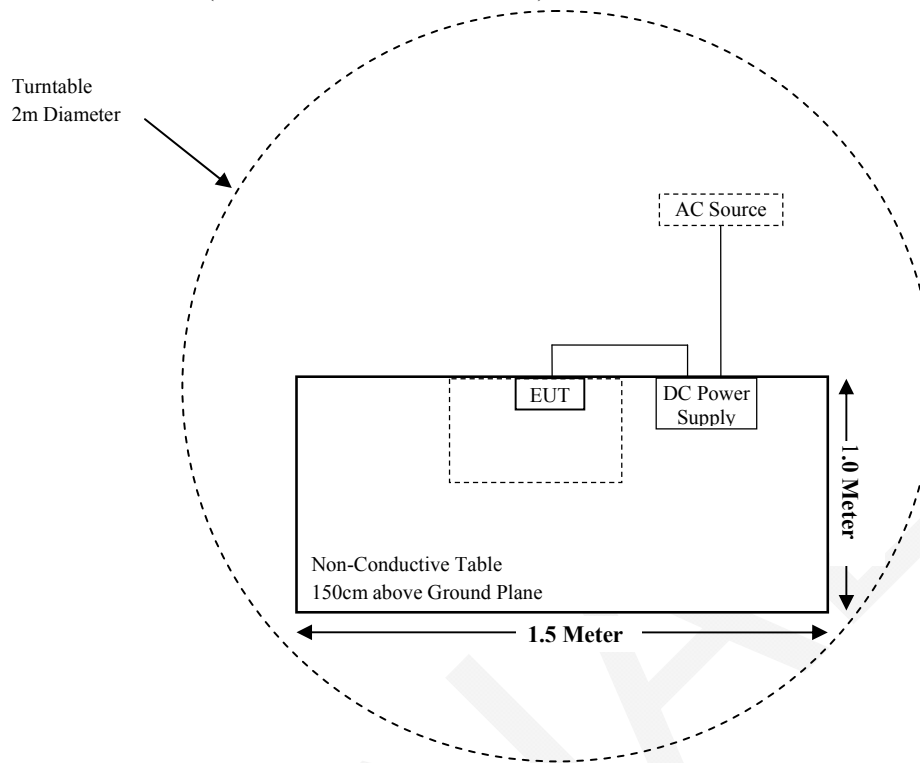 Turntable
2m Diameter
AC Source
EUT
DC Power
Supply
1.0 Meter
Non-Conductive Table
150cm above Ground Plane
1.5 Meter